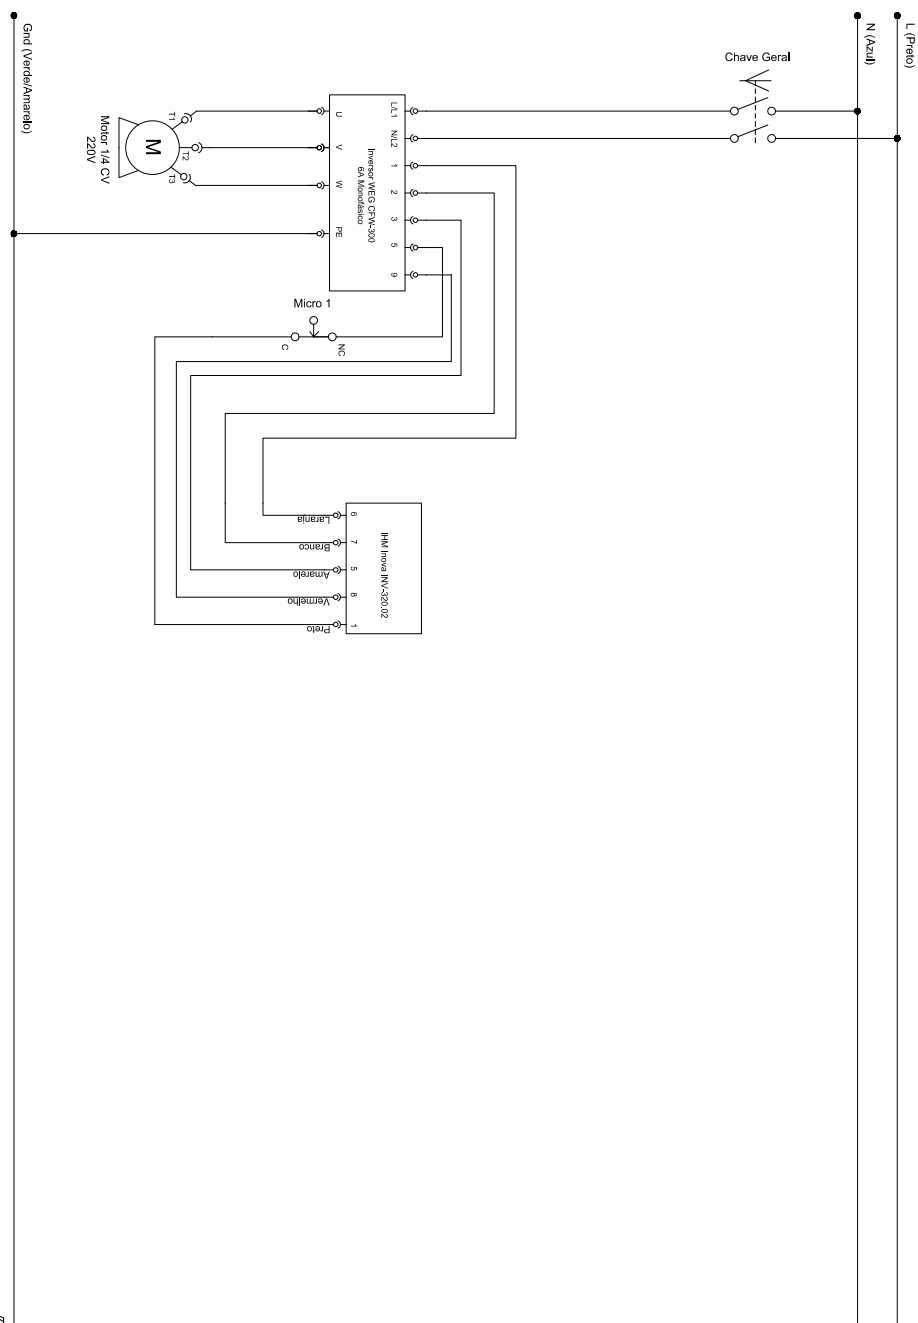 L (Preto)
N (Azul)
Chave Geral
L/L1
N/L2
1
2
3
5
9
Inversor WEG CFW-300
6A Monofásico
U
V
W
PE
T1
T2
T3
M
Motor 1/4 CV
220V
Gnd (Verde/Amarelo)
Micro 1
NC
C
IHM Inova INV-320.02
6
7
5
8
1
Laranja
Branco
Amarelo
Vermelho
Preto